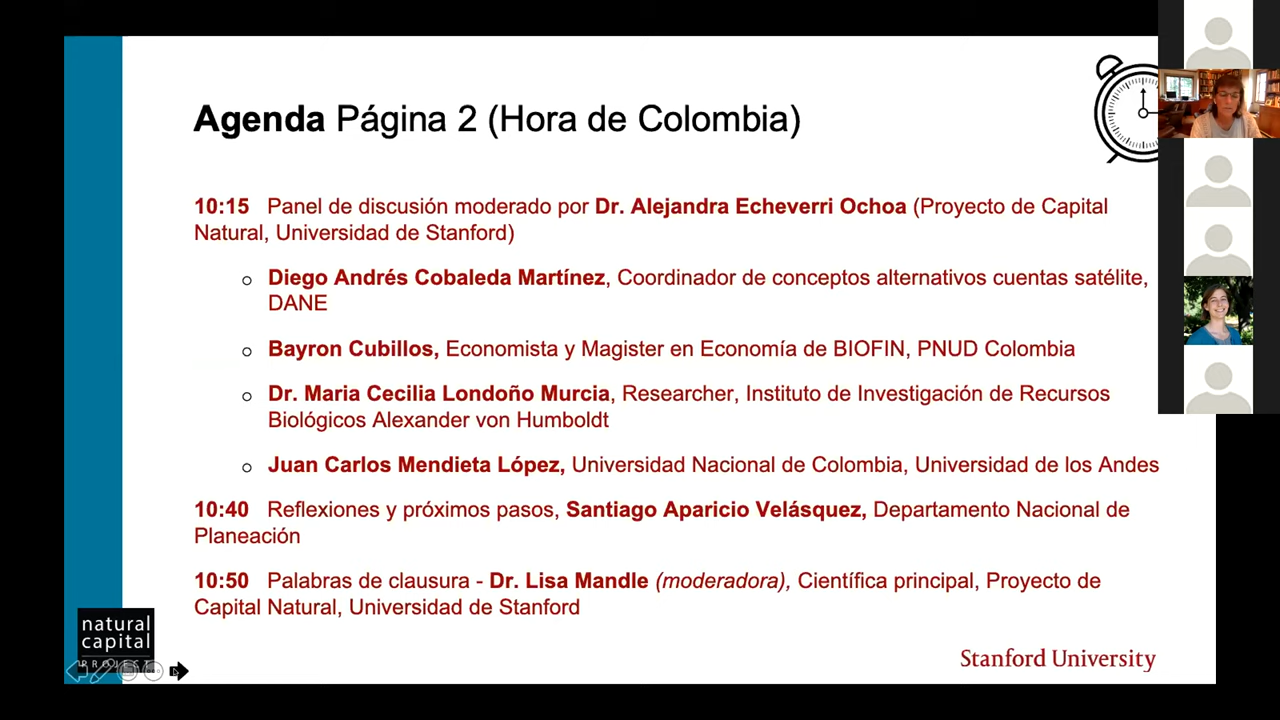 Agenda Página 2 (Hora de Colombia)
10:15 Panel de discusión moderado por Dr. Alejandra Echeverri Ochoa (Proyecto de Capital
Natural, Universidad de Stanford)
Diego Andrés Cobaleda Martínez, Coordinador de conceptos alternativos cuentas satélite,
DANE
Bayron Cubillos, Economista y Magister en Economía de BIOFIN, PNUD Colombia
Dr. Maria Cecilia Londoño Murcia, Researcher, Instituto de Investigación de Recursos
Biológicos Alexander von Humboldt
Juan Carlos Mendieta López, Universidad Nacional de Colombia, Universidad de los Andes
10:40 Reflexiones y próximos pasos, Santiago Aparicio Velásquez, Departamento Nacional de
Planeación
10:50 Palabras de clausura - Dr. Lisa Mandle (moderadora), Científica principal, Proyecto de
Capital Natural, Universidad de Stanford
natural
capital
PROJECT
Stanford University